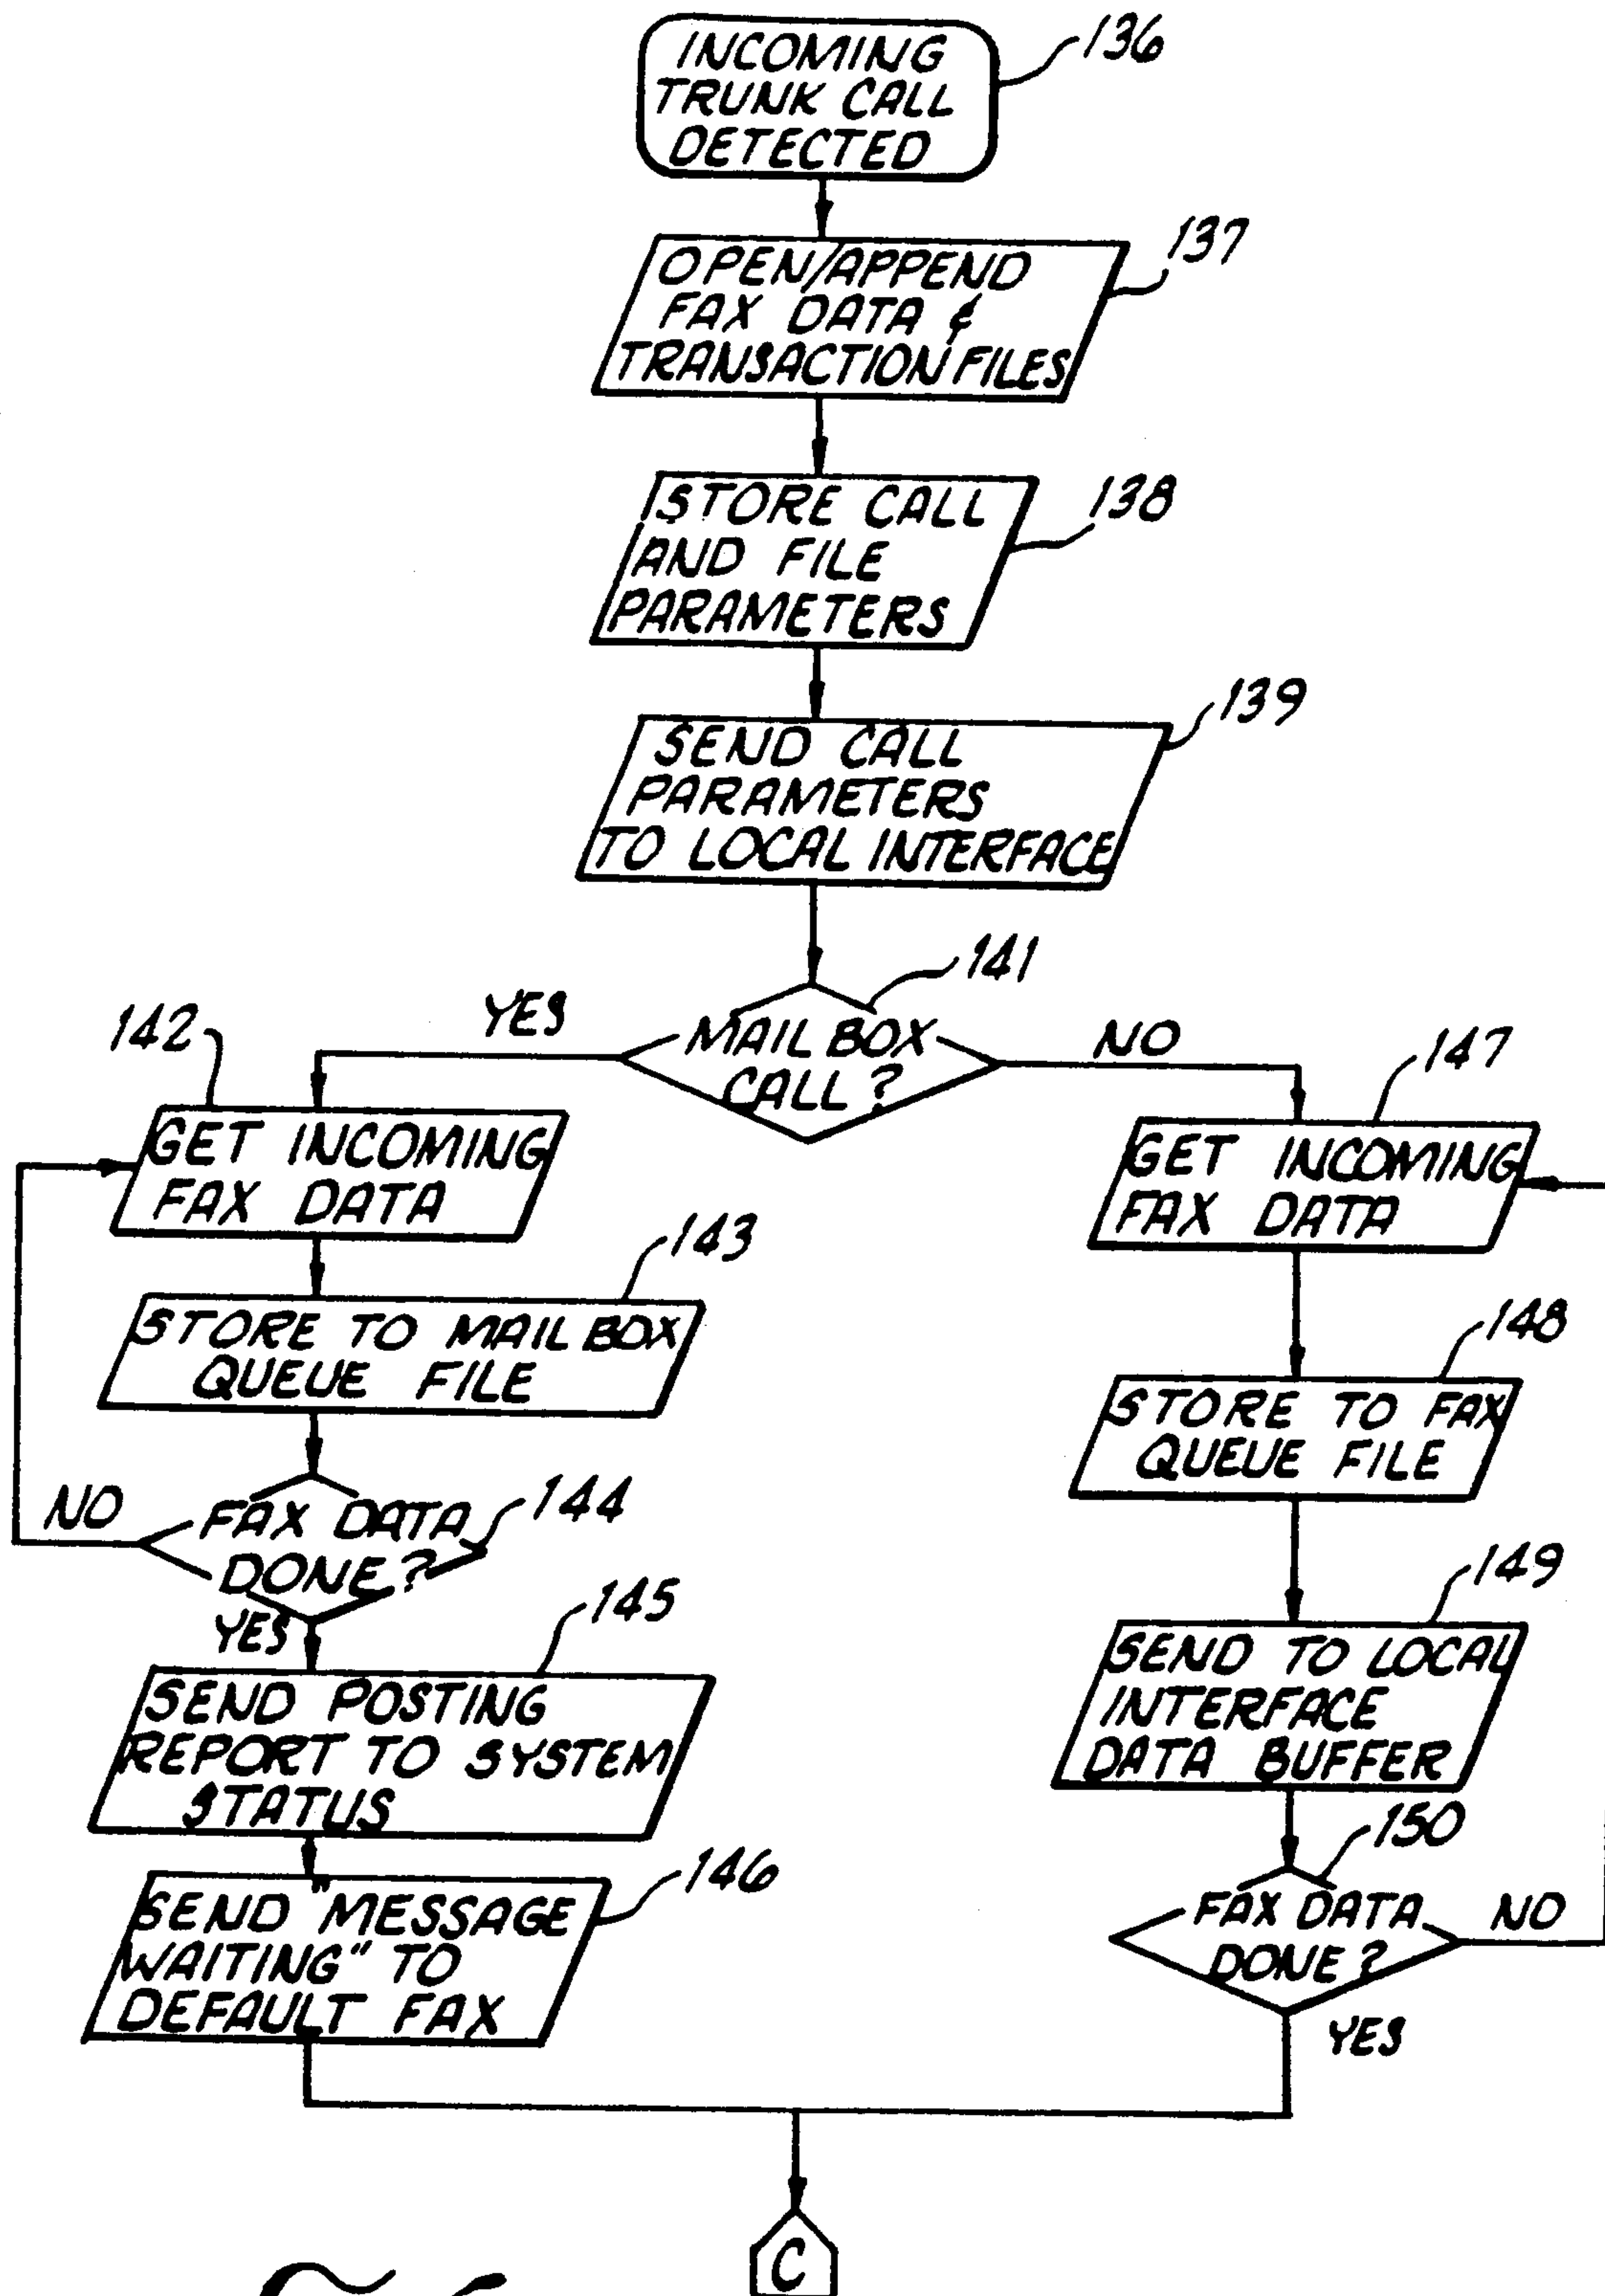 INCOMING
TRUNK CALL
DETECTED
136
OPEN/APPEND
FAX DATA &
TRANSACTION FILES
137
STORE CALL
AND FILE
PARAMETERS
138
SEND CALL
PARAMETERS
TO LOCAL INTERFACE
139
MAIL BOX
CALL?
141
YES
NO
142
GET INCOMING
FAX DATA
143
STORE TO MAIL BOX
QUEUE FILE
144
FAX DATA
DONE?
NO
YES
145
SEND POSTING
REPORT TO SYSTEM
STATUS
146
SEND "MESSAGE
WAITING" TO
DEFAULT FAX
147
GET INCOMING
FAX DATA
148
STORE TO FAX
QUEUE FILE
149
SEND TO LOCAL
INTERFACE
DATA BUFFER
150
FAX DATA
DONE?
NO
YES
C